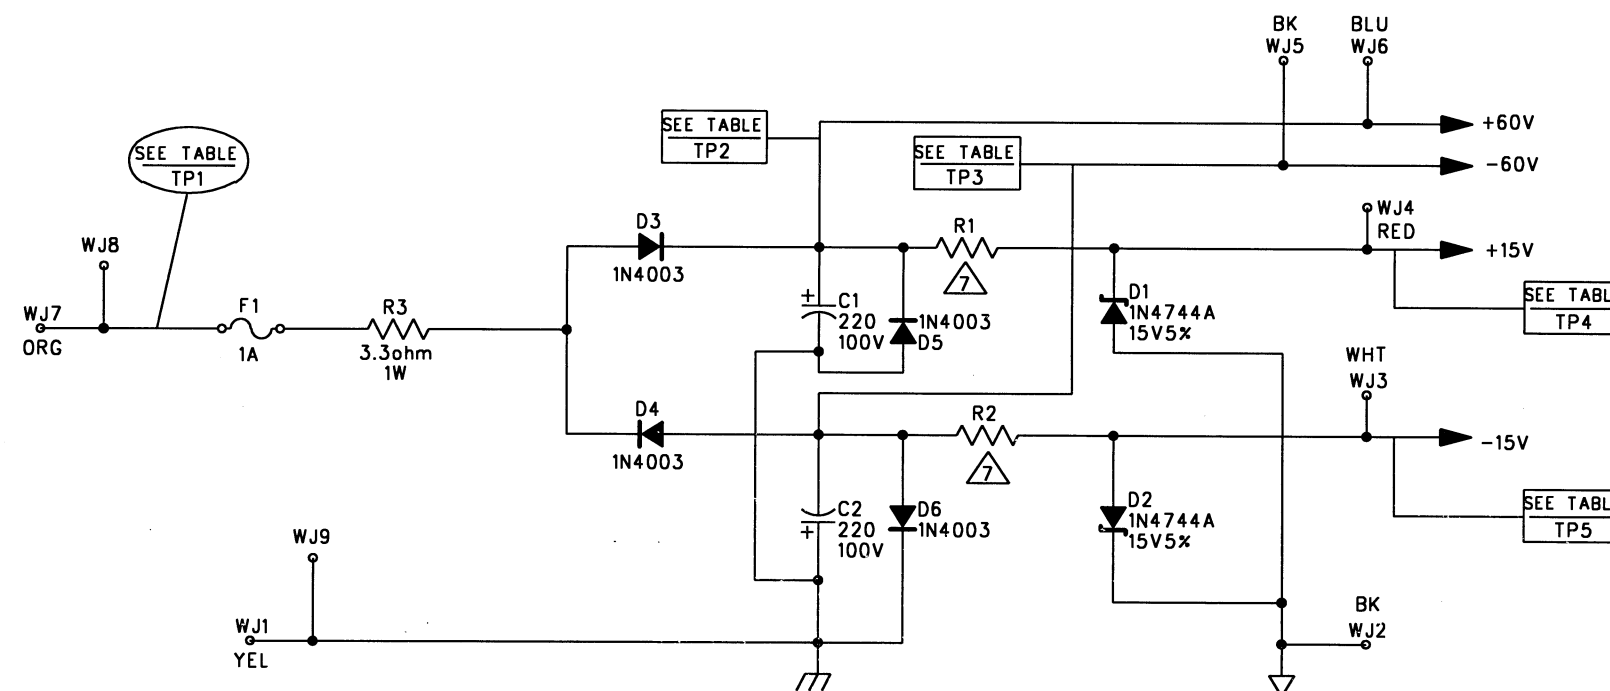 BK
WJ5
BLU
WJ6
SEE TABLE
TP2
SEE TABLE
TP3
+60V
-60V
SEE TABLE
TP1
WJ8
WJ7
ORG
F1
1A
R3
3.3ohm
1W
D3
1N4003
R1
7
WJ4
RED
+15V
+
C1
220
100V
1N4003
D5
D1
1N4744A
15V5%
SEE TABL
TP4
WHT
WJ3
D4
1N4003
R2
7
-15V
C2
220
100V
+
D6
1N4003
D2
1N4744A
15V5%
SEE TABL
TP5
WJ9
WJ1
YEL
BK
WJ2